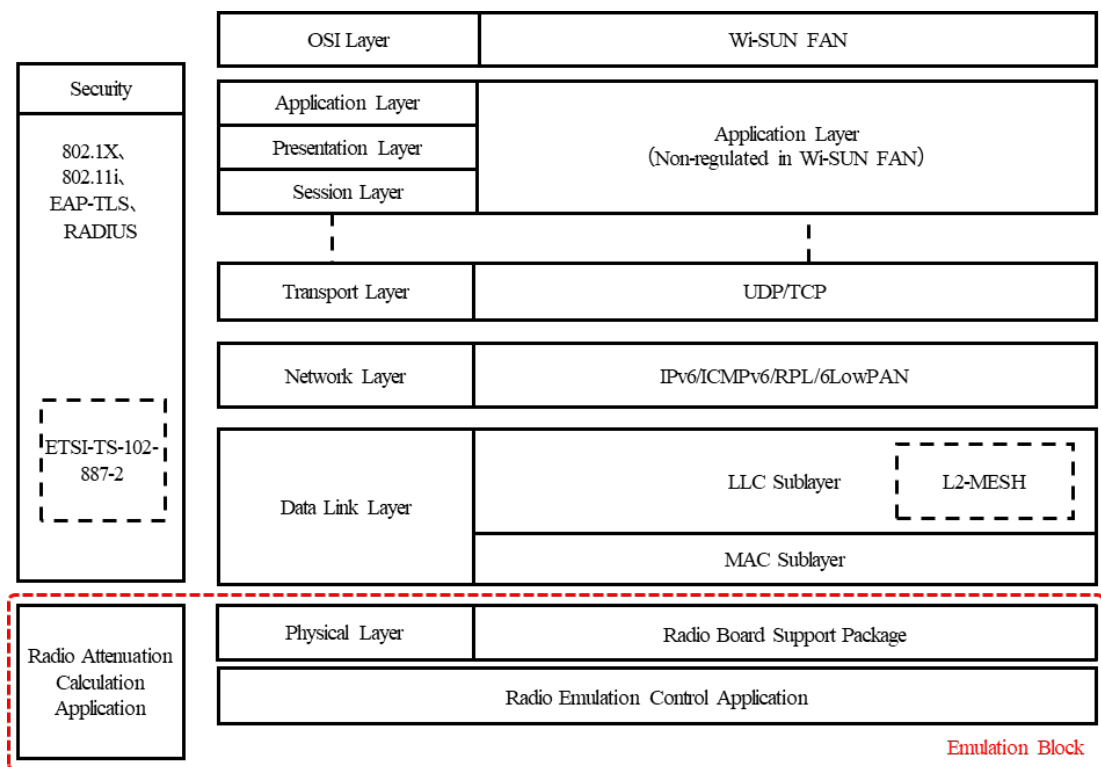 OSI Layer
Wi-SUN FAN
Security
802.1X、
802.11i、
EAP-TLS、
RADIUS
ETSI-TS-102-
887-2
Application Layer
Presentation Layer
Session Layer
Application Layer
（Non-regulated in Wi-SUN FAN）
Transport Layer
UDP/TCP
Network Layer
IPv6/ICMPv6/RPL/6LowPAN
Data Link Layer
LLC Sublayer
L2-MESH
MAC Sublayer
Radio Attenuation
Calculation
Application
Physical Layer
Radio Board Support Package
Radio Emulation Control Application
Emulation Block